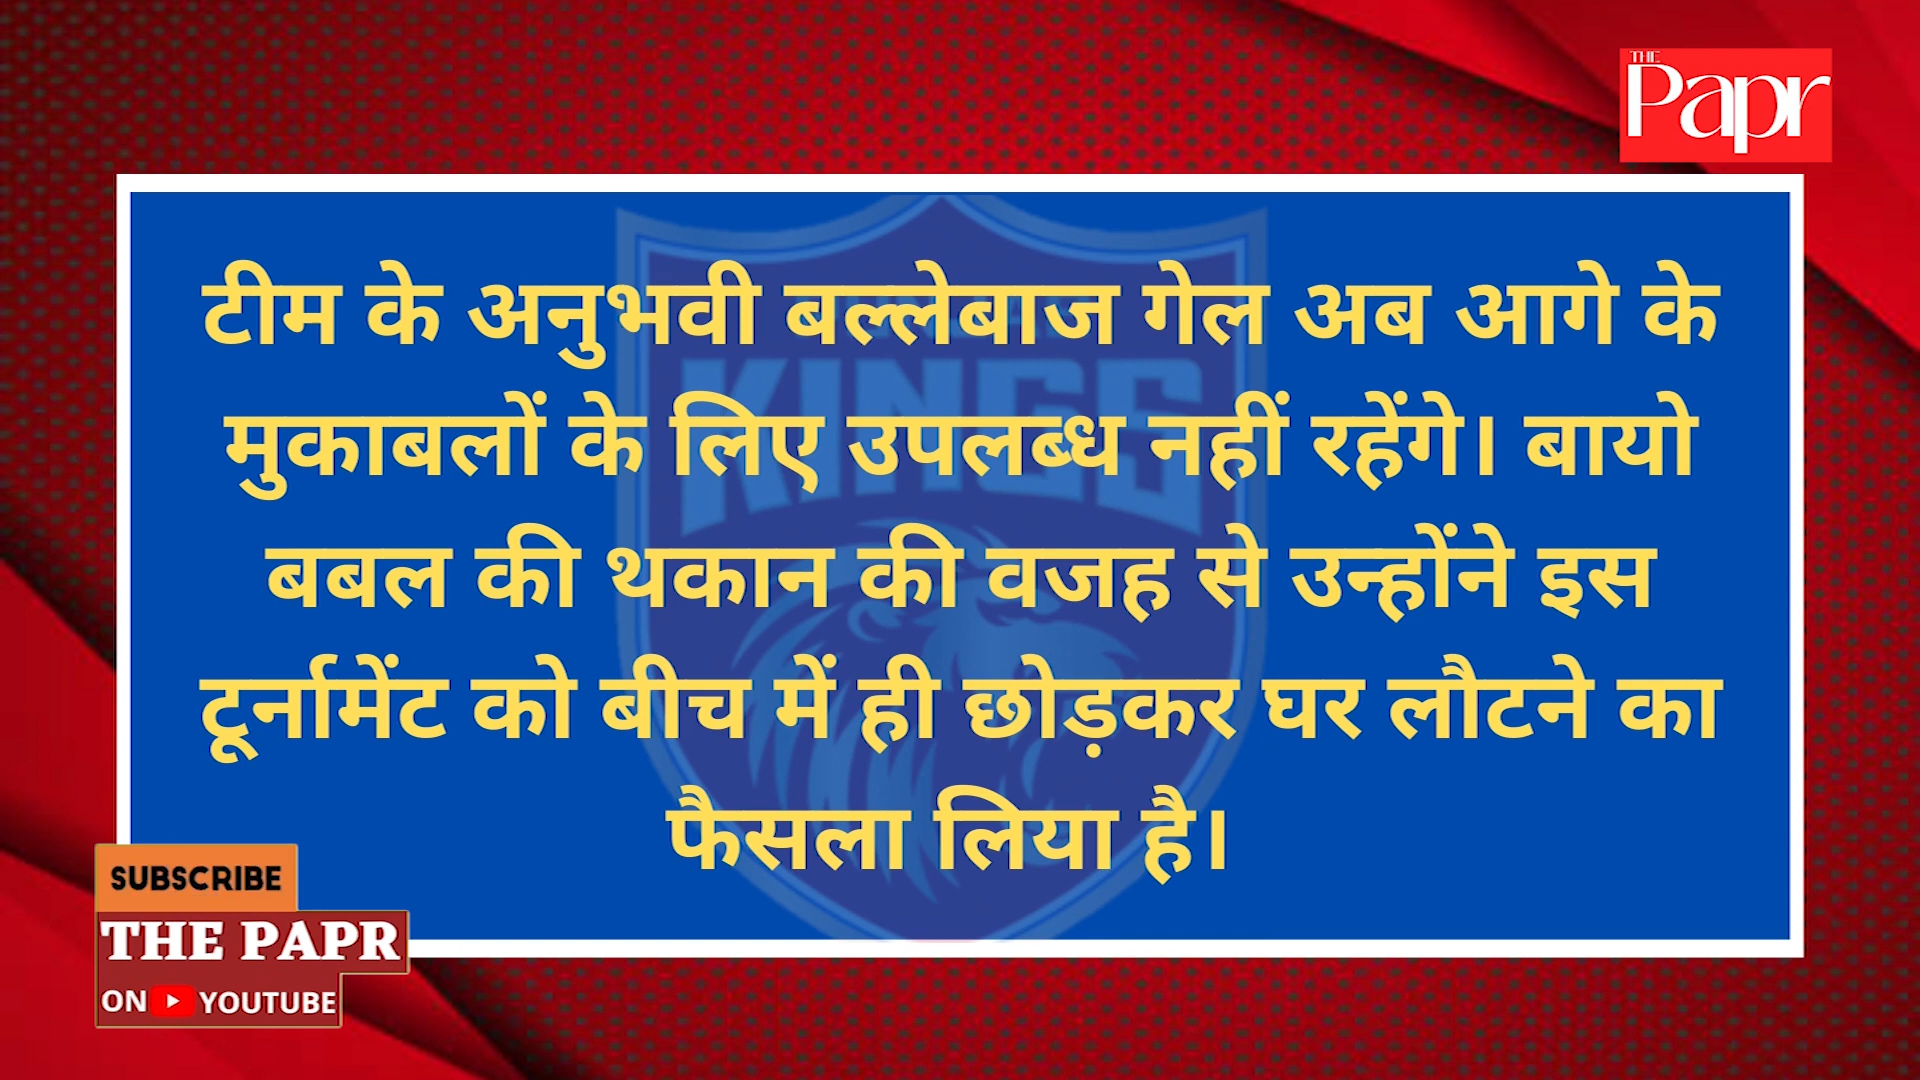 THE
Papr
टीम के अनुभवी बल्लेबाज गेल अब आगे के
मुकाबलों के लिए उपलब्ध नहीं रहेंगे। बायो
बबल की थकान की वजह से उन्होंने इस
टूर्नामेंट को बीच में ही छोड़कर घर लौटने का
फैसला लिया है।
KINGS
SUBSCRIBE
THE PAPR
ON YOUTUBE